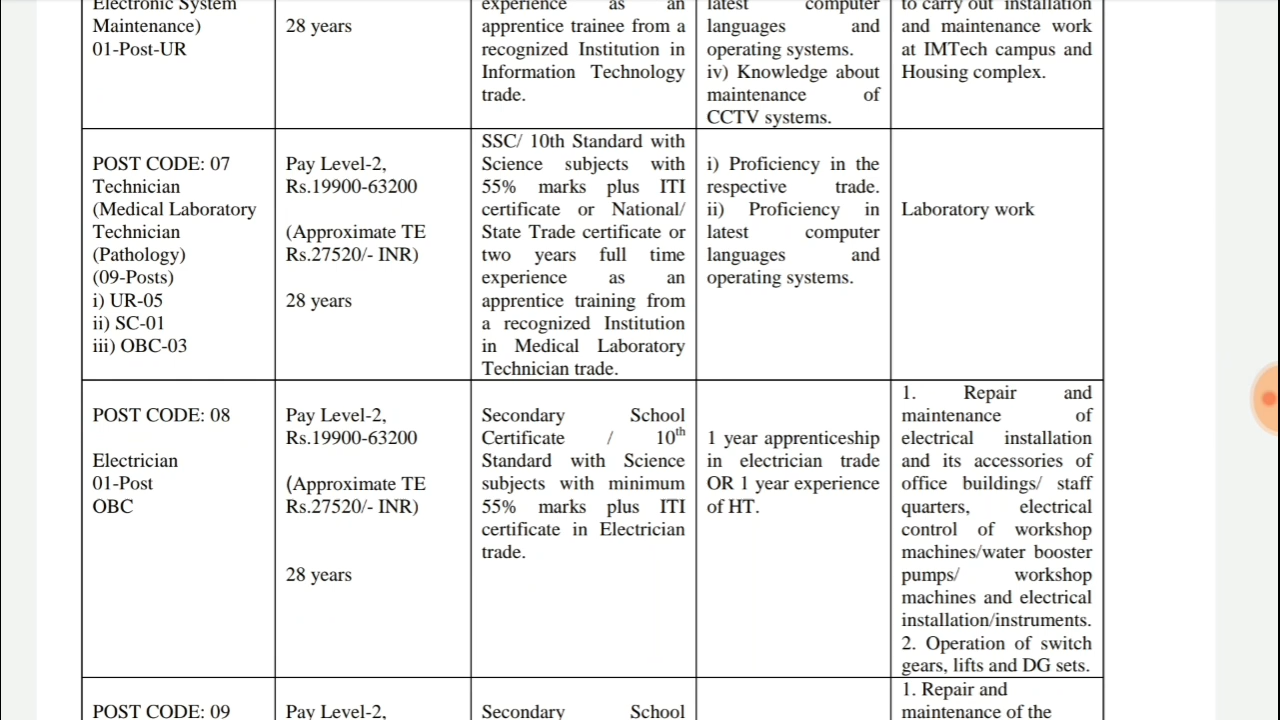 Electronic System
Maintenance)
01-Post-UR
28 years
experience as an
apprentice trainee from a
recognized Institution in
Information Technology
trade.
latest computer
languages and
operating systems.
iv) Knowledge about
maintenance of
CCTV systems.
to carry out installation
and maintenance work
at IMTech campus and
Housing complex.
POST CODE: 07
Technician
(Medical Laboratory
Technician
(Pathology)
(09-Posts)
i) UR-05
ii) SC-01
iii) OBC-03
Pay Level-2,
Rs.19900-63200
(Approximate TE
Rs.27520/- INR)
28 years
SSC/ 10th Standard with
Science subjects with
55% marks plus ITI
certificate or National/
State Trade certificate or
two years full time
experience as an
apprentice training from
a recognized Institution
in Medical Laboratory
Technician trade.
i) Proficiency in the
respective trade.
ii) Proficiency in
latest computer
languages and
operating systems.
Laboratory work
POST CODE: 08
Electrician
01-Post
OBC
Pay Level-2,
Rs.19900-63200
(Approximate TE
Rs.27520/- INR)
28 years
Secondary School
Certificate / 10th
Standard with Science
subjects with minimum
55% marks plus ITI
certificate in Electrician
trade.
1 year apprenticeship
in electrician trade
OR 1 year experience
of HT.
1. Repair and
maintenance of
electrical installation
and its accessories of
office buildings/ staff
quarters, electrical
control of workshop
machines/water booster
pumps/ workshop
machines and electrical
installation/instruments.
2. Operation of switch
gears, lifts and DG sets.
POST CODE: 09
Pay Level-2,
Secondary School
1. Repair and
maintenance of the